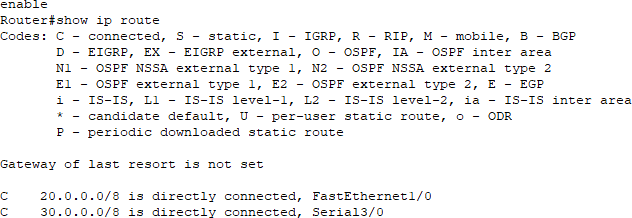 enable
Router#show ip route
Codes: C - connected, S - static, I - IGRP, R - RIP, M - mobile, B - BGP
D - EIGRP, EX - EIGRP external, O - OSPF, IA - OSPF inter area
N1 - OSPF NSSA external type 1, N2 - OSPF NSSA external type 2
E1 - OSPF external type 1, E2 - OSPF external type 2, E - EGP
i - IS-IS, L1 - IS-IS level-1, L2 - IS-IS level-2, ia - IS-IS inter area
* - candidate default, U - per-user static route, o - ODR
P - periodic downloaded static route
Gateway of last resort is not set
C 20.0.0.0/8 is directly connected, FastEthernet1/0
C 30.0.0.0/8 is directly connected, Serial3/0